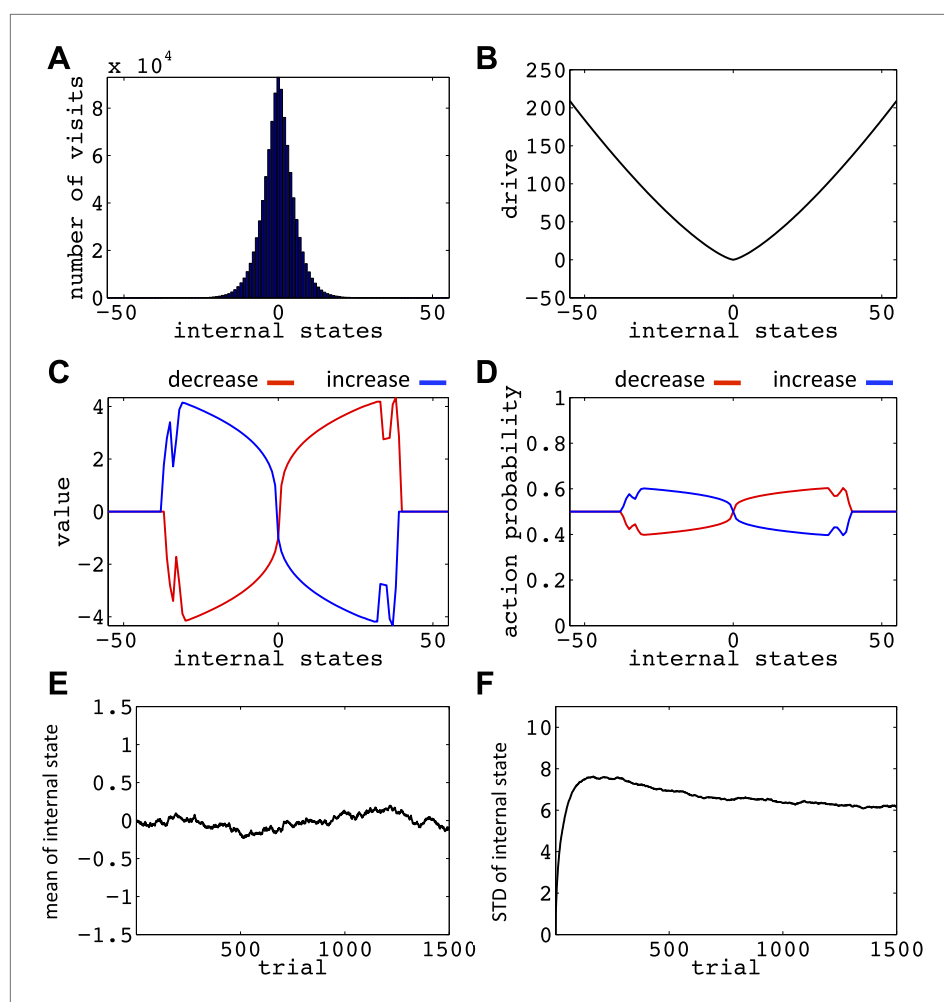 A
x 10^4
number of visits
8
6
4
2
0
−50 0 50
internal states
B
drive
250
200
150
100
50
0
−50
−50 0 50
internal states
C
decrease increase
value
4
2
0
−2
−4
−50 0 50
internal states
D
decrease increase
action probability
1
0.8
0.6
0.4
0.2
0
−50 0 50
internal states
E
mean of internal state
1.5
1
0.5
0
−0.5
−1
−1.5
500 1000 1500
trial
F
STD of internal state
10
8
6
4
2
0
500 1000 1500
trial